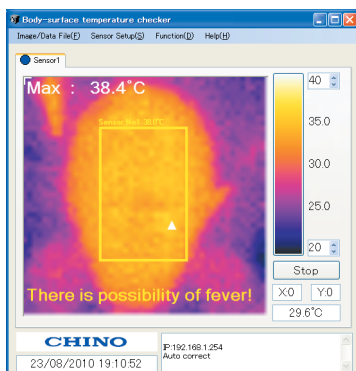 Body-surface temperature checker
Image/Data File(F) Sensor Setup(S) Function(D) Help(H)
Sensor1
Max : 38.4°C
40
35.0
30.0
25.0
20
There is possibility of fever!
Stop
X:0 Y:0
29.6°C
CHINO
23/08/2010 19:10:52
IP:192.168.1:254
Auto correct